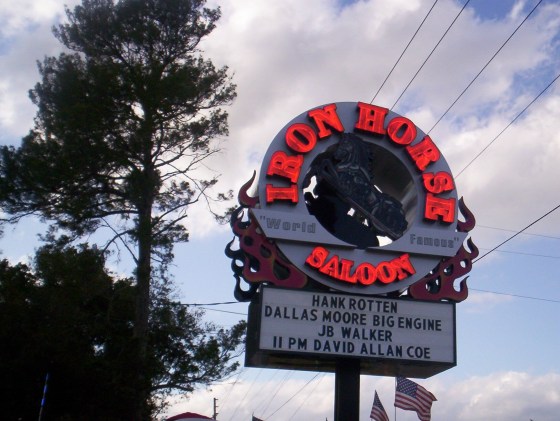 IRON HORSE
"World Famous"
SALOON
HANK ROTTEN
DALLAS MOORE BIG ENGINE
JB WALKER
11 PM DAVID ALLAN COE